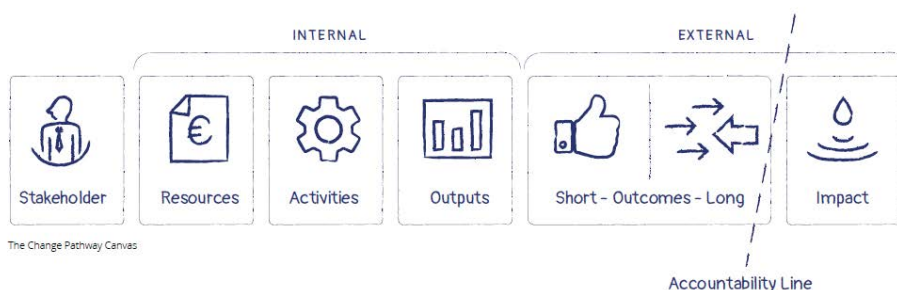 INTERNAL
EXTERNAL
Stakeholder
Resources
€
Activities
Outputs
Short - Outcomes - Long
Impact
The Change Pathway Canvas
Accountability Line